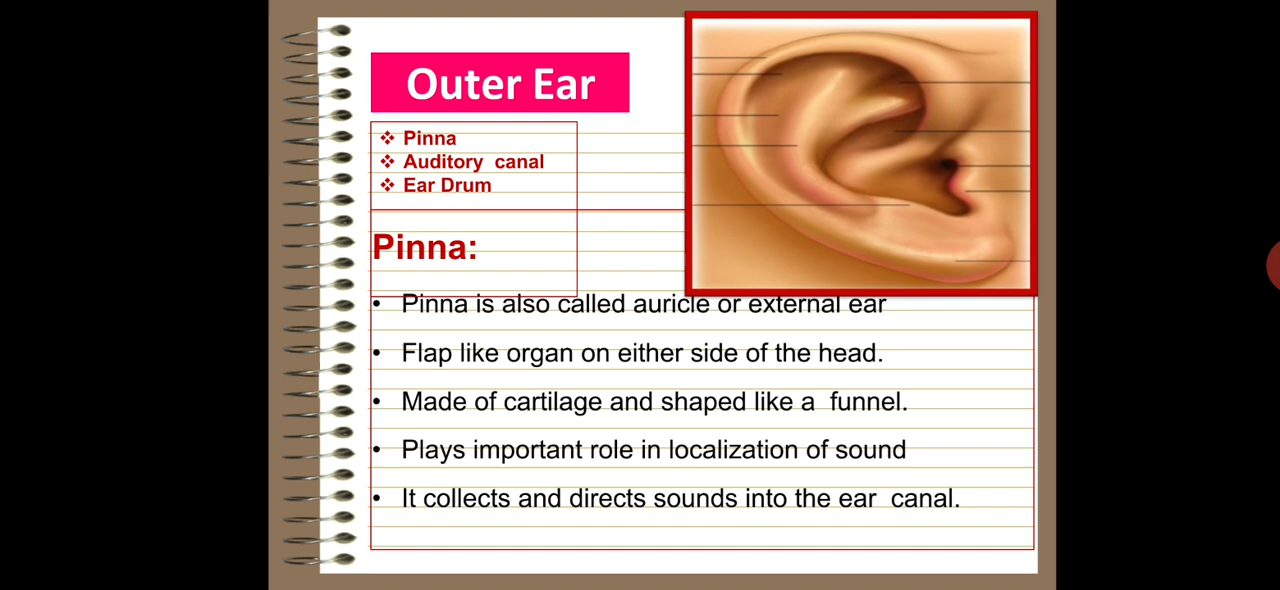 Outer Ear
❖ Pinna
❖ Auditory canal
❖ Ear Drum
Pinna:
• Pinna is also called auricle or external ear
• Flap like organ on either side of the head.
• Made of cartilage and shaped like a funnel.
• Plays important role in localization of sound
• It collects and directs sounds into the ear canal.